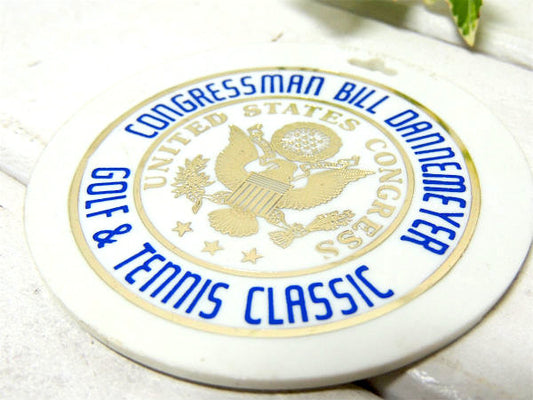 CONGRESSMAN BILL DANNEMEYER
GOLF & TENNIS CLASSIC
UNITED STATES CONGRESS